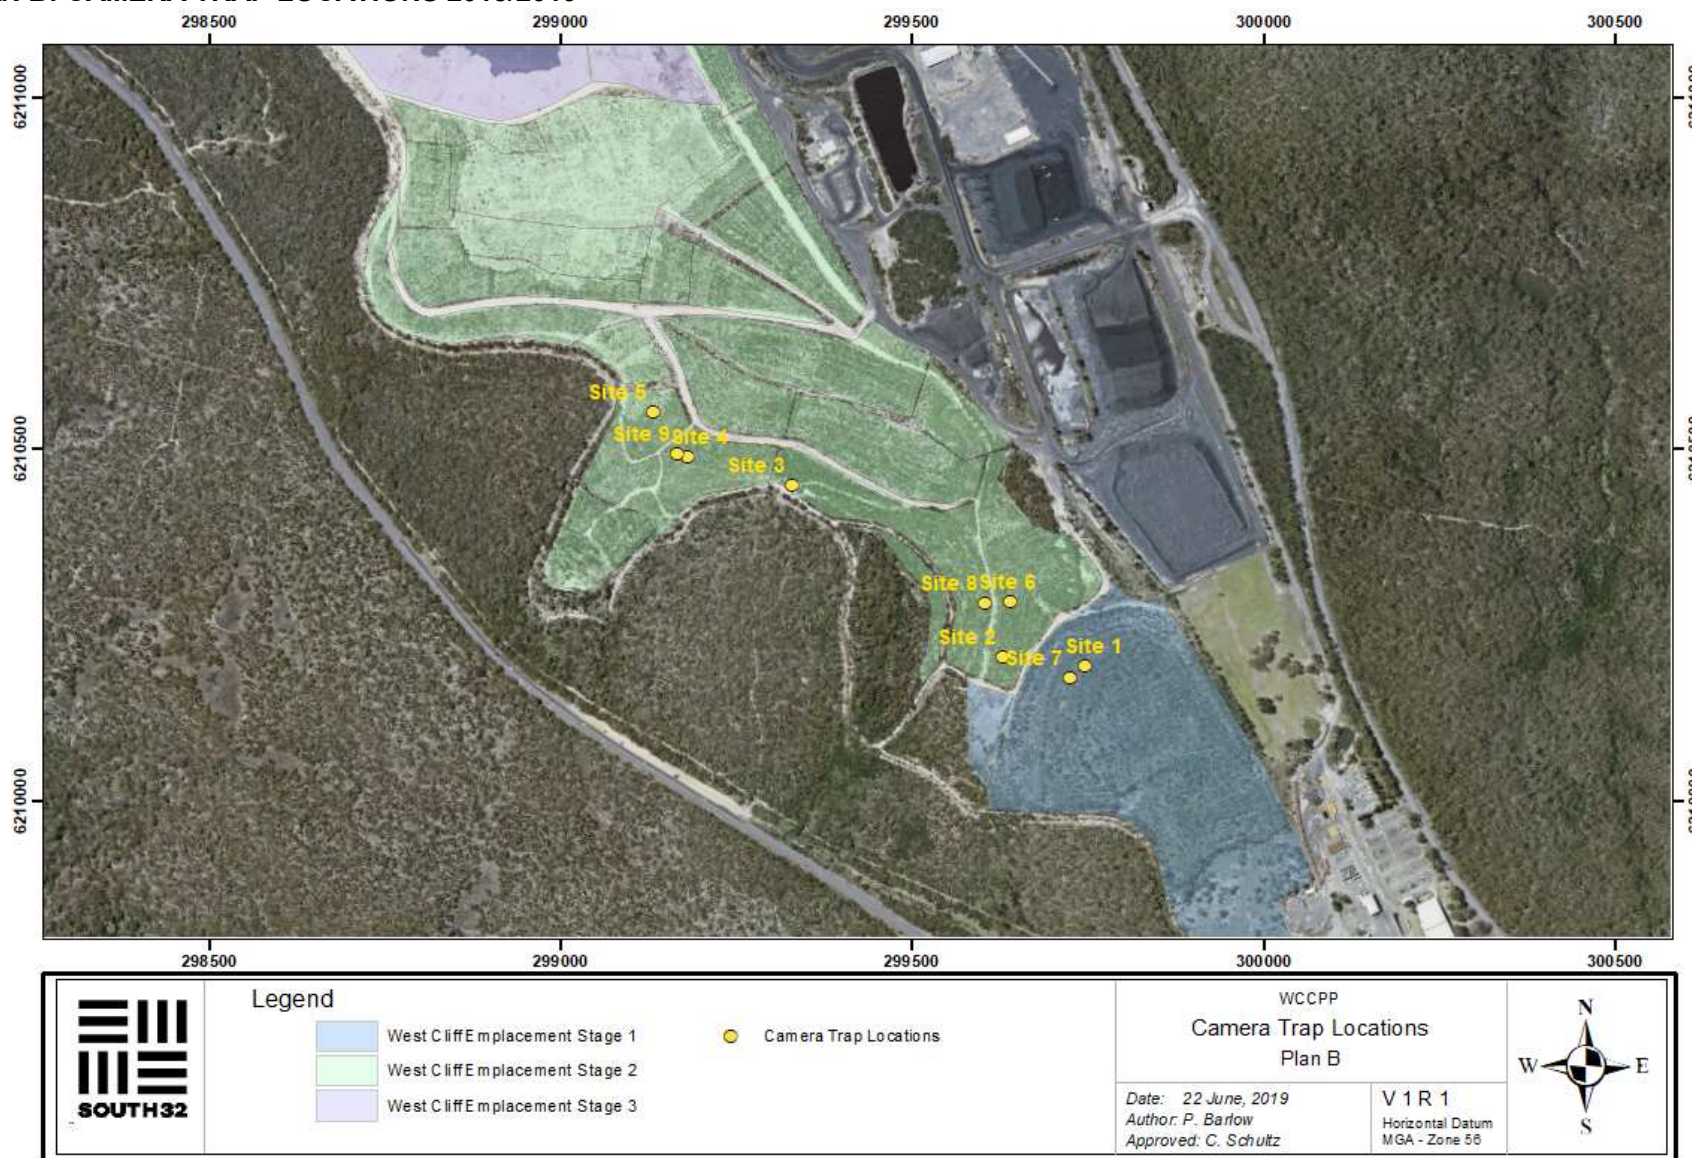 298500 299000 299500 300000 300500
6211000
6210500
6210000
Site 5
Site 9 Site 4
Site 3
Site 8 Site 6
Site 2
Site 7
Site 1
298500 299000 299500 300000 300500
SOUTH32
Legend
West Cliff Emplacement Stage 1
West Cliff Emplacement Stage 2
West Cliff Emplacement Stage 3
Camera Trap Locations
WCCPP
Camera Trap Locations
Plan B
Date: 22 June, 2019
Author: P. Barlow
Approved: C. Schultz
V 1 R 1
Horizontal Datum
MGA - Zone 56
N
W E
S